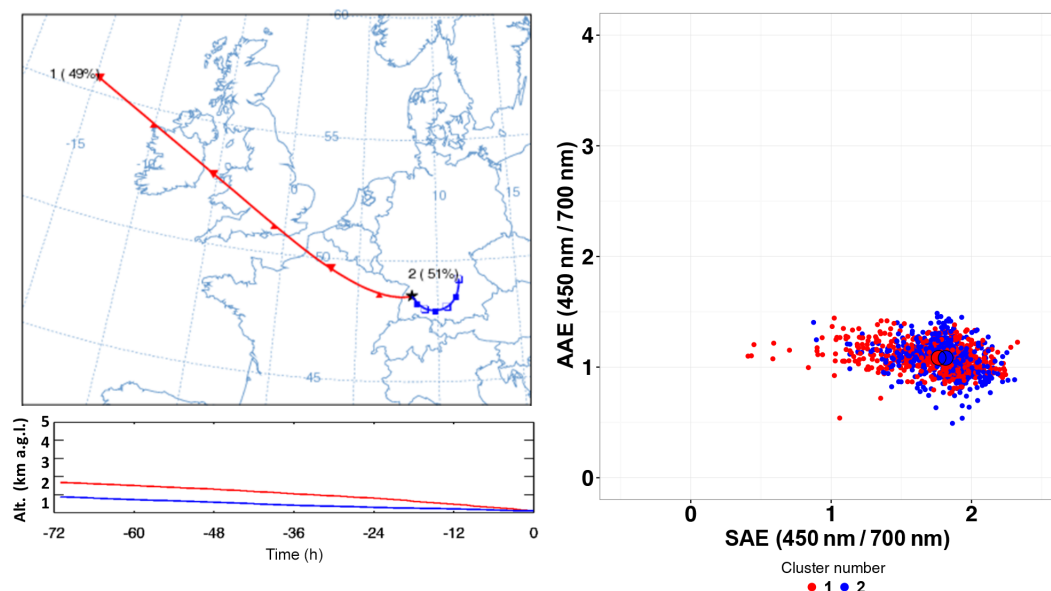 60
1 ( 49%)
-15
55
-15
0
10
15
50
2 ( 51%)
45
5
4
3
2
1
Alt. (km a.g.l.)
-72 -60 -48 -36 -24 -12 0
Time (h)
4
3
2
1
0
AAE (450 nm / 700 nm)
0 1 2
SAE (450 nm / 700 nm)
Cluster number
1 2